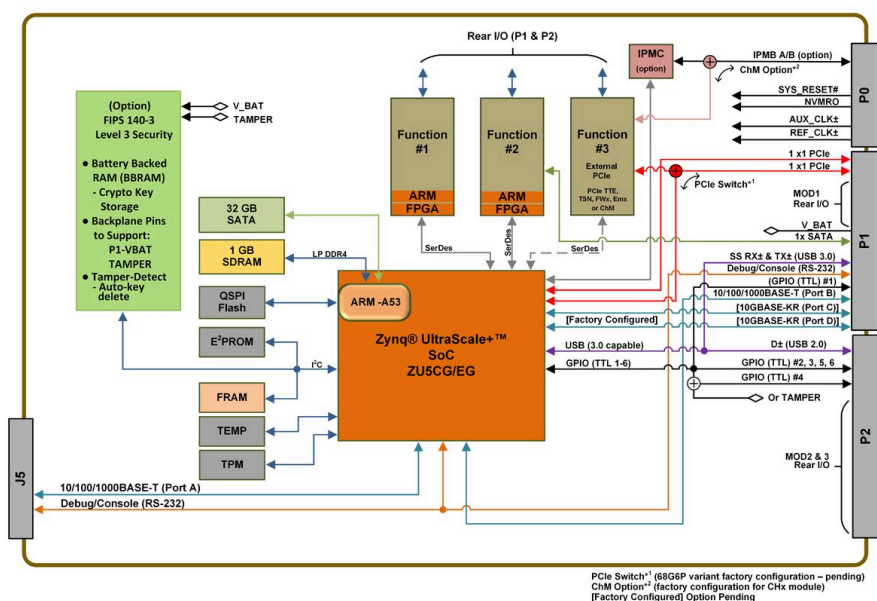 Rear I/O (P1 & P2)
IPMC
(option)
IPMB A/B (option)
ChM Option*2
P0
SYS_RESET#
NVMRO
AUX_CLK±
REF_CLK±
(Option)
FIPS 140-3
Level 3 Security
● Battery Backed
RAM (BBRAM)
- Crypto Key
Storage
● Backplane Pins
to Support:
P1-VBAT
TAMPER
● Tamper-Detect
- Auto-key
delete
V_BAT
TAMPER
Function
#1
ARM
FPGA
Function
#2
ARM
FPGA
Function
#3
External
PCIe
PCIe TTE,
TSN, FWx, Emx
or ChM
1 x1 PCIe
1 x1 PCIe
PCIe Switch*1
MOD1
Rear I/O
P1
V_BAT
1x SATA
32 GB
SATA
1 GB
SDRAM
LP DDR4
SerDes
SerDes
SerDes
SS RX± & TX± (USB 3.0)
Debug/Console (RS-232)
(GPIO (TTL) #1)
10/100/1000BASE-T (Port B)
[10GBASE-KR (Port C)]
[Factory Configured]
[10GBASE-KR (Port D)]
QSPI
Flash
ARM -A53
Zynq® UltraScale+™
SoC
ZU5CG/EG
E2PROM
I2C
FRAM
TEMP
TPM
USB (3.0 capable)
D± (USB 2.0)
GPIO (TTL 1-6)
GPIO (TTL) #2, 3, 5, 6
GPIO (TTL) #4
Or TAMPER
P2
MOD2 & 3
Rear I/O
J5
10/100/1000BASE-T (Port A)
Debug/Console (RS-232)
PCIe Switch*1 (68G6P variant factory configuration – pending)
ChM Option*2 (factory configuration for CHx module)
[Factory Configured] Option Pending